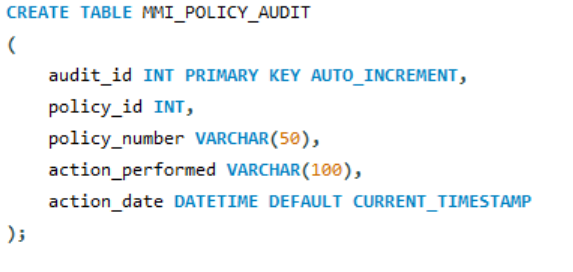 CREATE TABLE MMI_POLICY_AUDIT
(
    audit_id INT PRIMARY KEY AUTO_INCREMENT,
    policy_id INT,
    policy_number VARCHAR(50),
    action_performed VARCHAR(100),
    action_date DATETIME DEFAULT CURRENT_TIMESTAMP
);